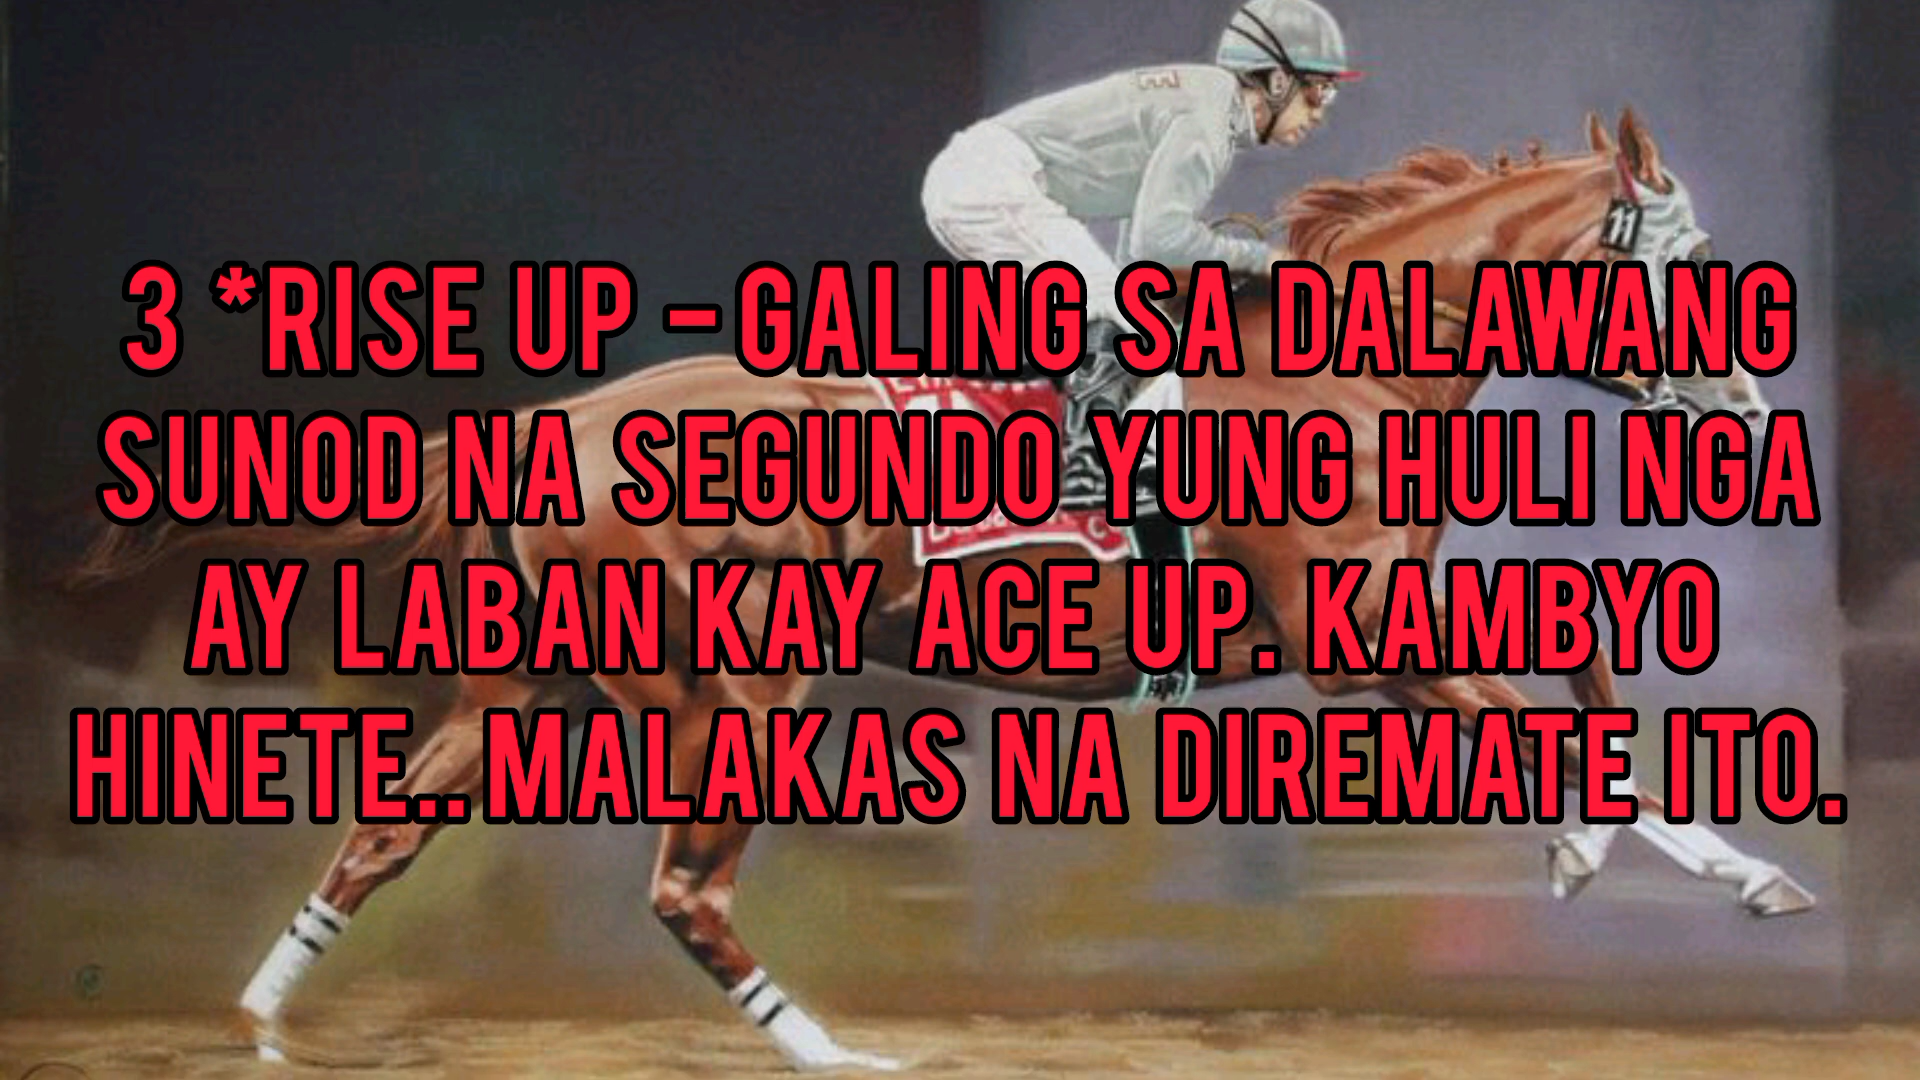 3 *RISE UP - GALING SA DALAWANG
SUNOD NA SEGUNDO YUNG HULI NGA
AY LABAN KAY ACE UP. KAMBYO
HINETE.. MALAKAS NA DIREMATE ITO.
E
11